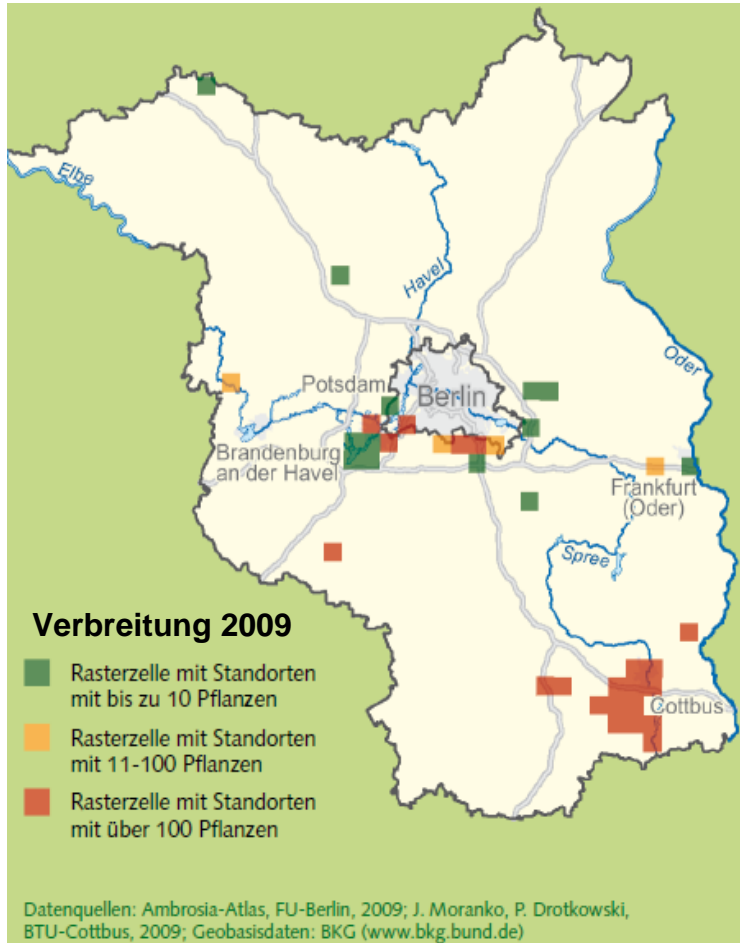 Elbe
Havel
Oder
Potsdam
Berlin
Brandenburg
an der Havel
Frankfurt
(Oder)
Spree
Cottbus
Verbreitung 2009
Rasterzelle mit Standorten
mit bis zu 10 Pflanzen
Rasterzelle mit Standorten
mit 11-100 Pflanzen
Rasterzelle mit Standorten
mit über 100 Pflanzen
Datenquellen: Ambrosia-Atlas, FU-Berlin, 2009; J. Moranko, P. Drotkowski,
BTU-Cottbus, 2009; Geobasisdaten: BKG (www.bkg.bund.de)